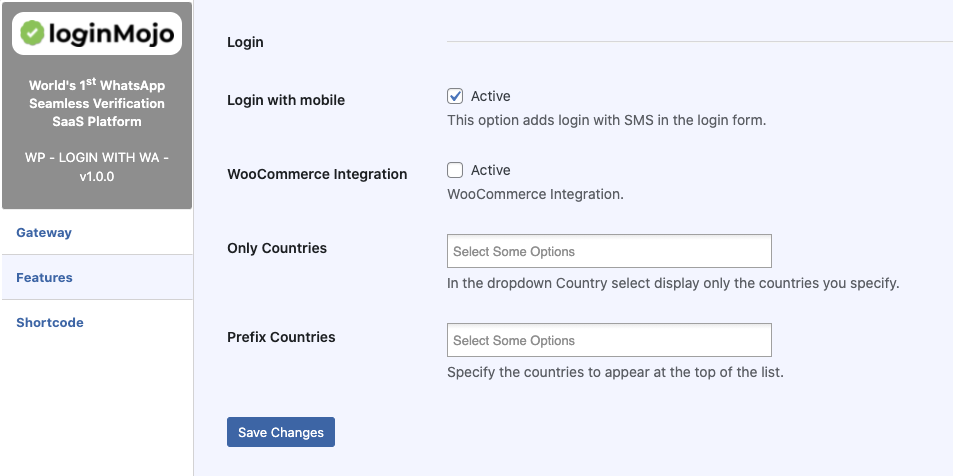 loginMojo
World's 1st WhatsApp
Seamless Verification
SaaS Platform
WP - LOGIN WITH WA -
v1.0.0
Gateway
Features
Shortcode
Login
Login with mobile
Active
This option adds login with SMS in the login form.
WooCommerce Integration
Active
WooCommerce Integration.
Only Countries
Select Some Options
In the dropdown Country select display only the countries you specify.
Prefix Countries
Select Some Options
Specify the countries to appear at the top of the list.
Save Changes